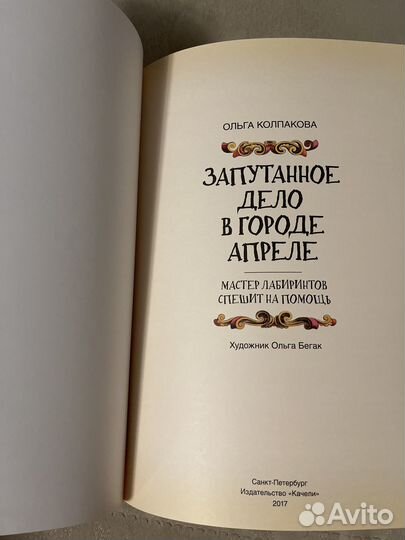 ОЛЬГА КОЛПАКОВА
ЗАПУТАННОЕ
ДЕЛО
В ГОРОДЕ
АПРЕЛЕ
МАСТЕР ЛАБИРИНТОВ
СПЕШИТ НА ПОМОЩЬ
Художник Ольга Бегак
Санкт-Петербург
Издательство «Качели»
2017
Avito